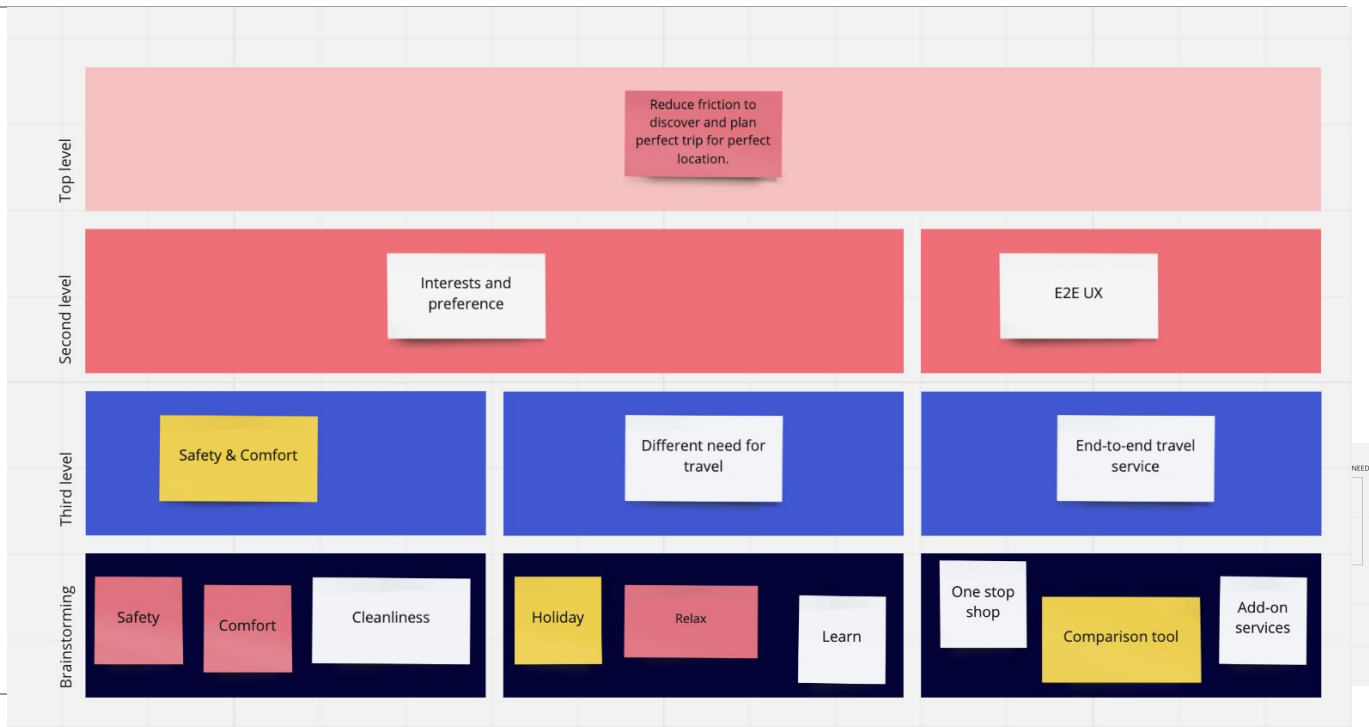 Top level
Reduce friction to
discover and plan
perfect trip for perfect
location.
Second level
Interests and
preference
E2E UX
Third level
Safety & Comfort
Different need for
travel
End-to-end travel
service
NEED
Brainstorming
Safety
Comfort
Cleanliness
Holiday
Relax
Learn
One stop
shop
Comparison tool
Add-on
services